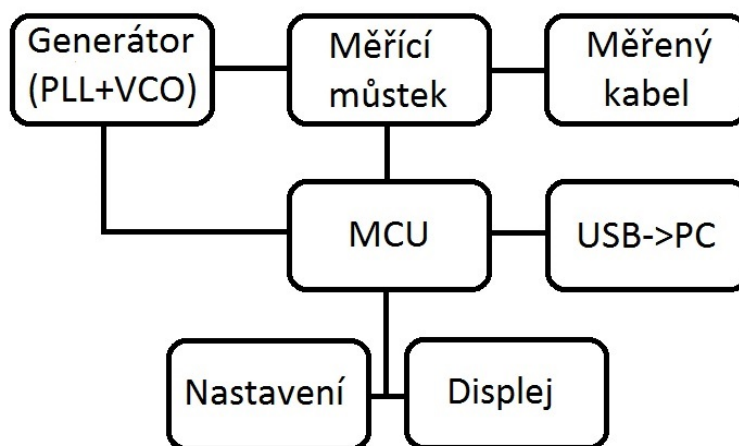 Generátor
(PLL+VCO)
Měřící
můstek
Měřený
kabel
MCU
USB->PC
Nastavení
Displej